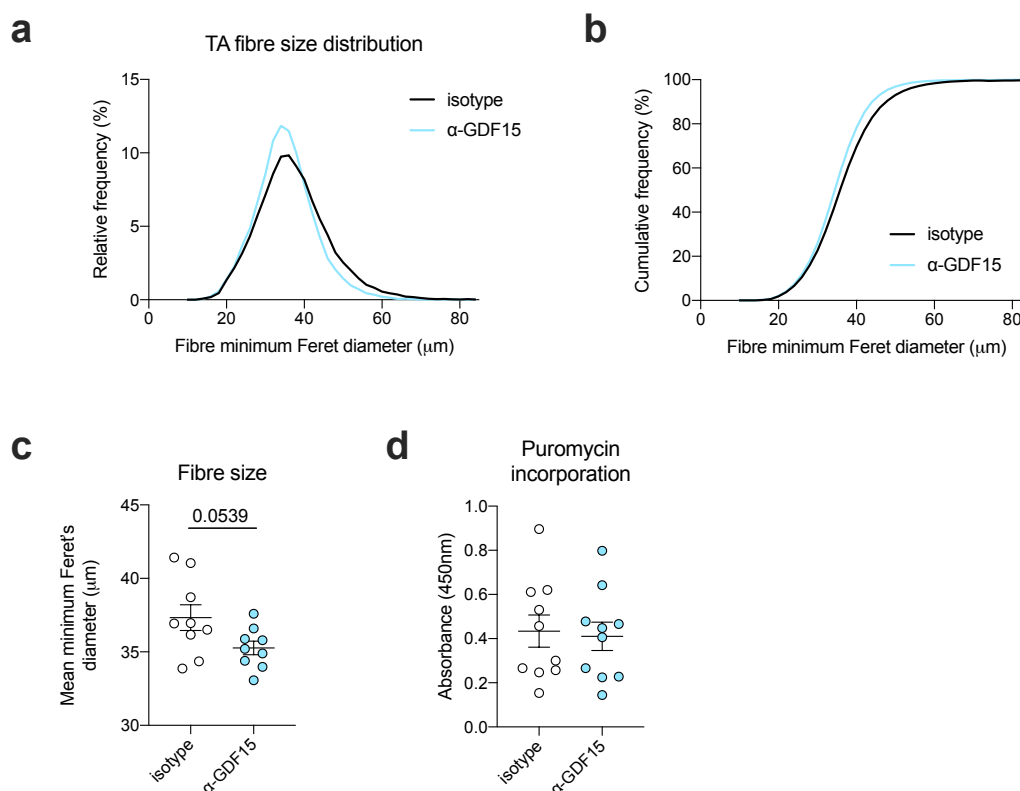 a
TA fibre size distribution
15
10
5
0
0 20 40 60 80
Relative frequency (%)
Fibre minimum Feret diameter (μm)
isotype
α-GDF15
b
100
80
60
40
20
0
0 20 40 60 80
Cumulative frequency (%)
Fibre minimum Feret diameter (μm)
isotype
α-GDF15
c
Fibre size
45
40
35
30
0.0539
Mean minimum Feret's
diameter (μm)
isotype
α-GDF15
d
Puromycin
incorporation
1.0
0.8
0.6
0.4
0.2
0.0
Absorbance (450nm)
isotype
α-GDF15